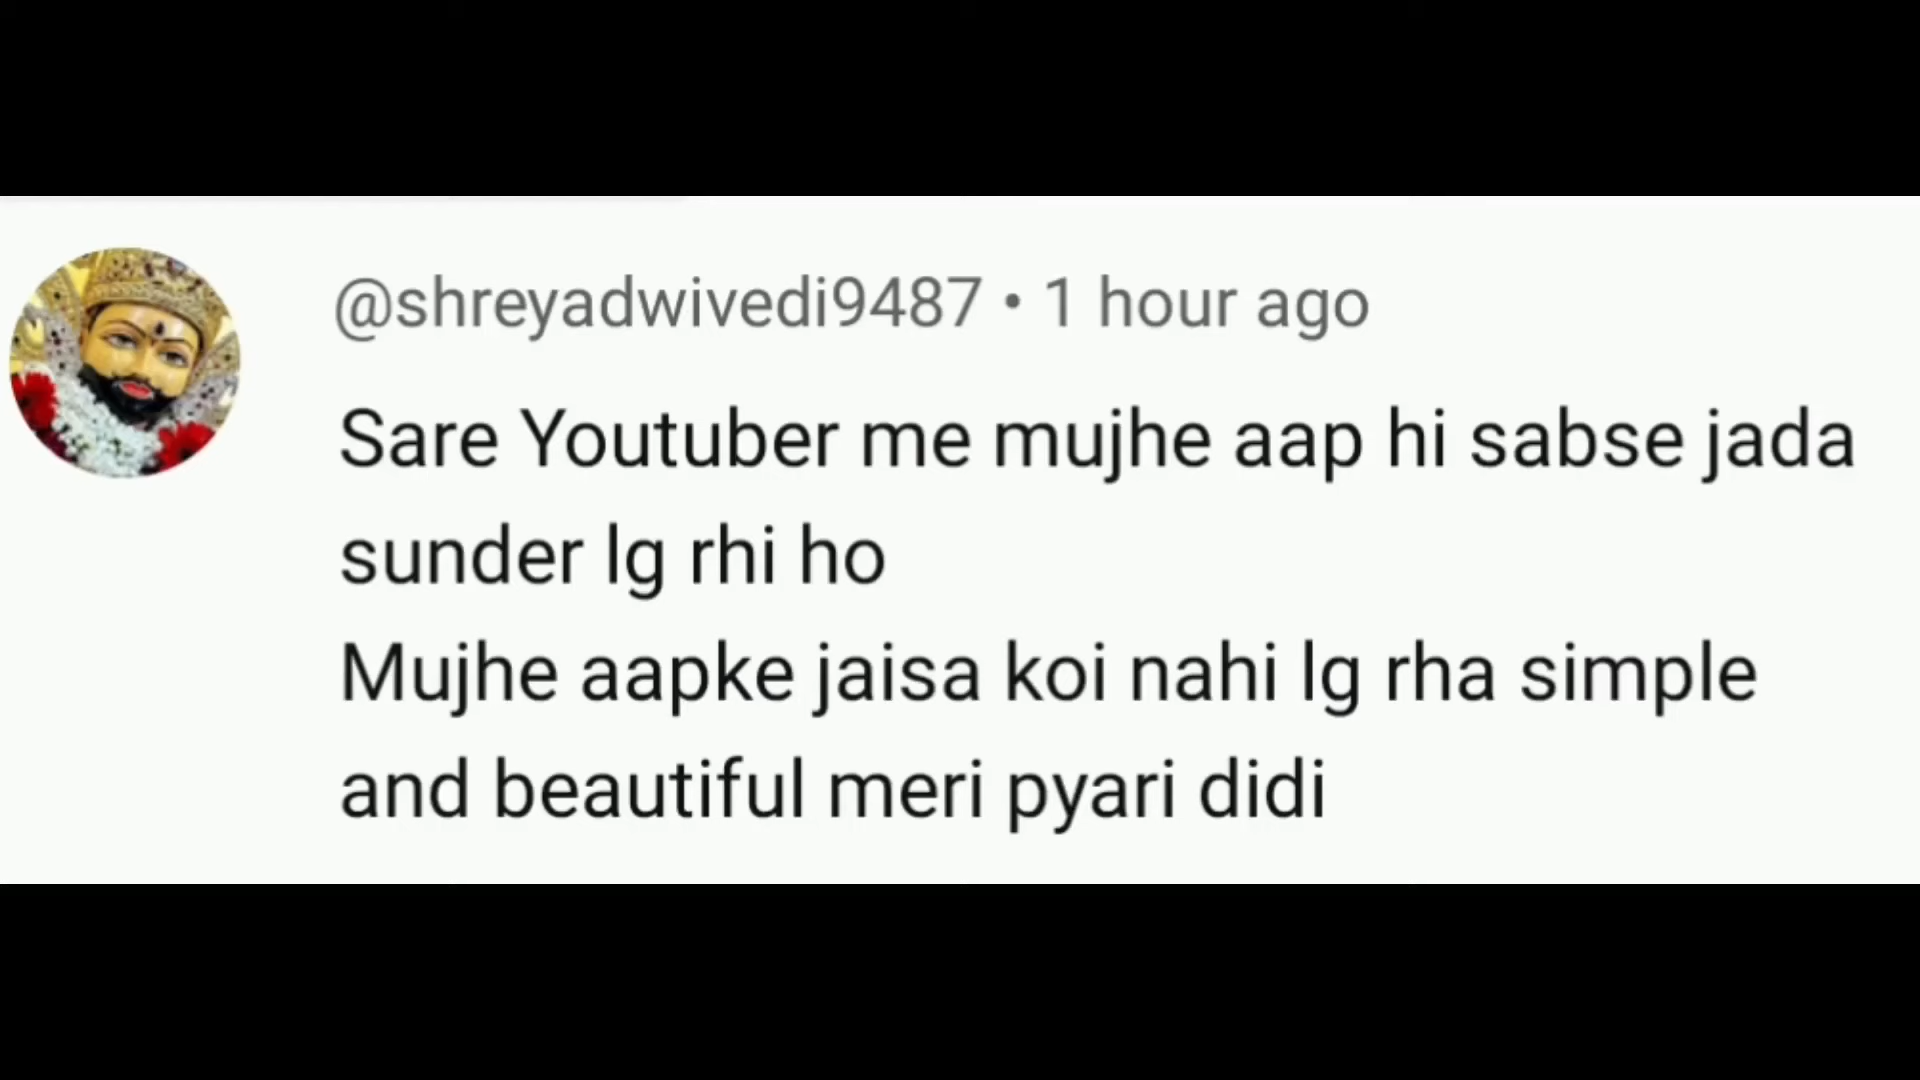 @shreyadwivedi9487 • 1 hour ago
Sare Youtuber me mujhe aap hi sabse jada
sunder lg rhi ho
Mujhe aapke jaisa koi nahi lg rha simple
and beautiful meri pyari didi